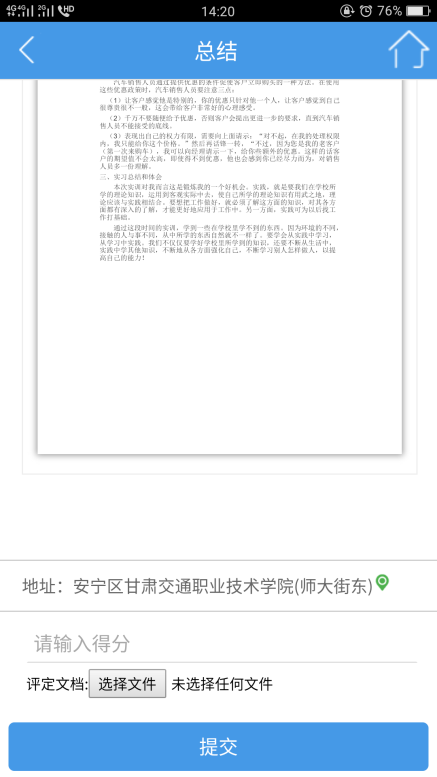 4G 4G 2G HD 14:20 76%
总结
汽车销售人员通过提供优惠的条件促使客户立即购买的一种方法。在使用
这些优惠政策时，汽车销售人员要注意三点：
（1）让客户感觉他是特别的，你的优惠只针对他一个人，让客户感觉到自己
很尊贵很不一般，这会带给客户非常好的心理感受。
（2）千万不要随便给予优惠，否则客户会提出更进一步的要求，直到汽车销
售人员不能接受的底线。
（3）表现出自己的权力有限，需要向上面请示：“对不起，在我的处理权限
内，我只能给你这个价格。”然后再话锋一转，“不过，因为您是我的老客户
（第一次来购车），我可以向经理请示一下，给你些额外的优惠。这样的话客
户的期望值不会太高，即使得不到优惠，他也会感到你已经尽力而为，对销售
人员多一份理解。
三、实习总结和体会
本次实训对我而言这是锻炼我的一个好机会。实践，就是要我们在学校所
学的理论知识，运用到客观实际中去，使自己所学的理论知识有用武之地，理
论应该与实践相结合。要想把工作做好，就必须了解这方面的知识，对其各方
面都有深入的了解，才能更好地应用于工作中。另一方面，实践可为以后找工
作打基础。
通过这段时间的实训，学到一些在学校里学不到的东西。因为环境的不同，
接触的人与事不同，从中所学的东西自然就不一样了。要学会从实践中学习，
从学习中实践。我们不仅仅要学好学校里所学到的知识，还要不断从生活中，
实践中学其他知识，不断地从各方面强化自己，不断学习别人怎样做人，以提
高自己的能力！
地址：安宁区甘肃交通职业技术学院(师大街东)
请输入得分
评定文档:选择文件 未选择任何文件
提交